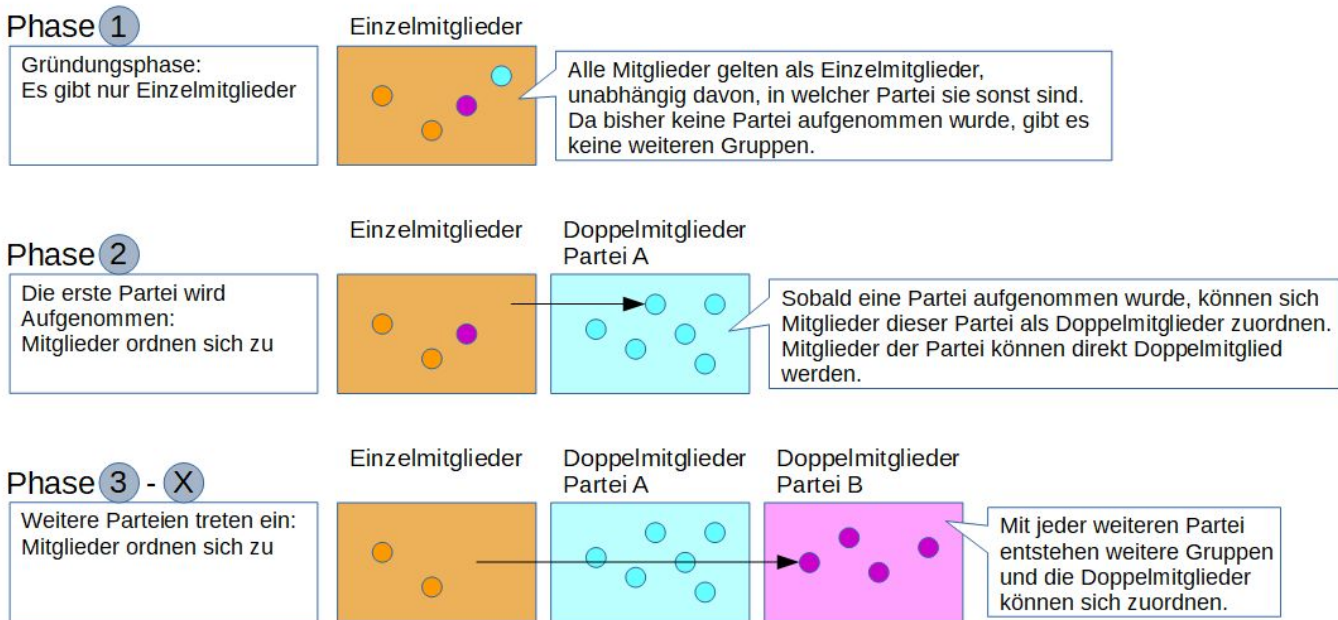 Phase 1
Einzelmitglieder
Gründungsphase:
Es gibt nur Einzelmitglieder
Alle Mitglieder gelten als Einzelmitglieder,
unabhängig davon, in welcher Partei sie sonst sind.
Da bisher keine Partei aufgenommen wurde, gibt es
keine weiteren Gruppen.
Phase 2
Einzelmitglieder
Doppelmitglieder
Partei A
Die erste Partei wird
Aufgenommen:
Mitglieder ordnen sich zu
Sobald eine Partei aufgenommen wurde, können sich
Mitglieder dieser Partei als Doppelmitglieder zuordnen.
Mitglieder der Partei können direkt Doppelmitglied
werden.
Phase 3 - X
Einzelmitglieder
Doppelmitglieder
Partei A
Doppelmitglieder
Partei B
Weitere Parteien treten ein:
Mitglieder ordnen sich zu
Mit jeder weiteren Partei
entstehen weitere Gruppen
und die Doppelmitglieder
können sich zuordnen.